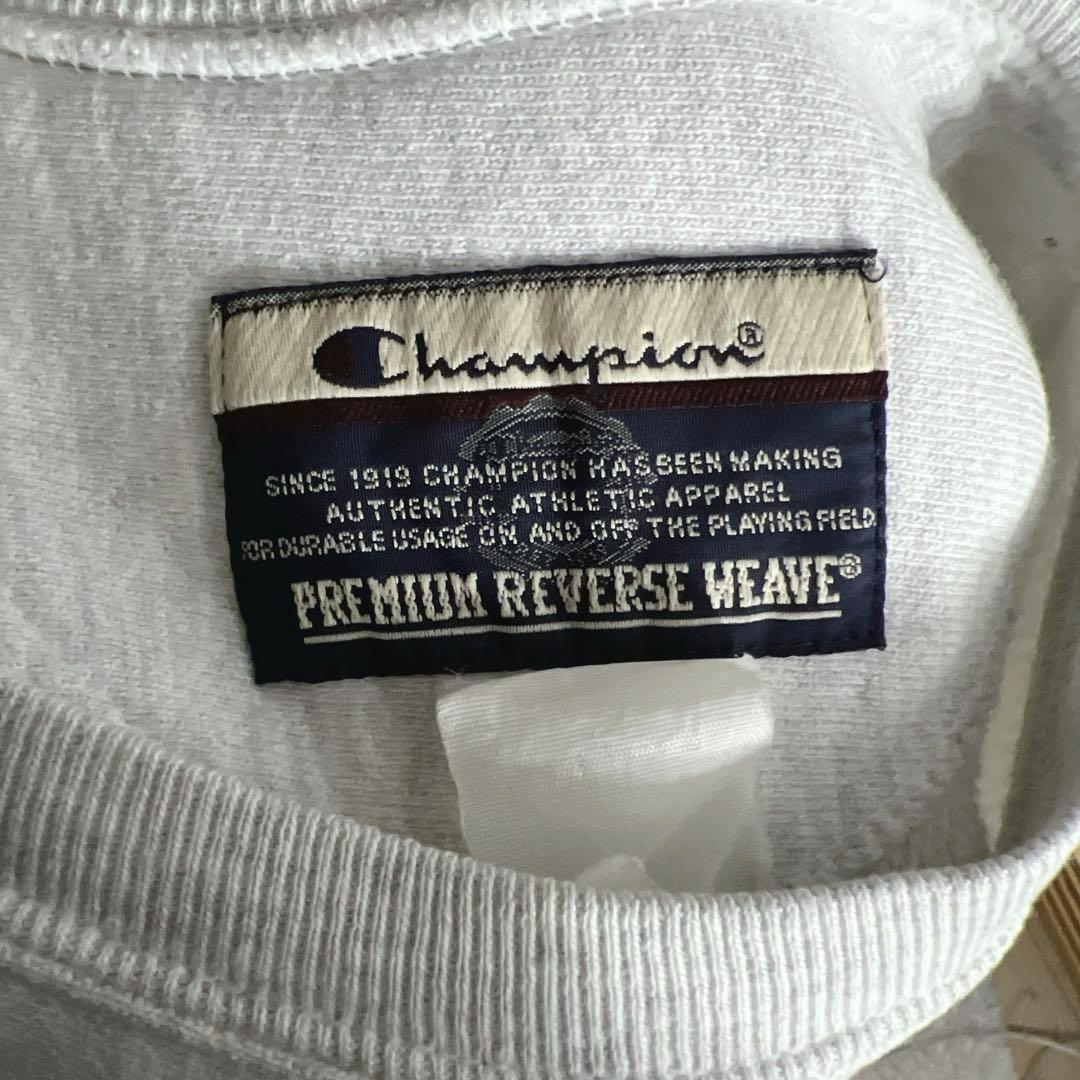 Champion®
SINCE 1919 CHAMPION HAS BEEN MAKING
AUTHENTIC ATHLETIC APPAREL
FOR DURABLE USAGE ON AND OFF THE PLAYING FIELD
PREMIUM REVERSE WEAVE®